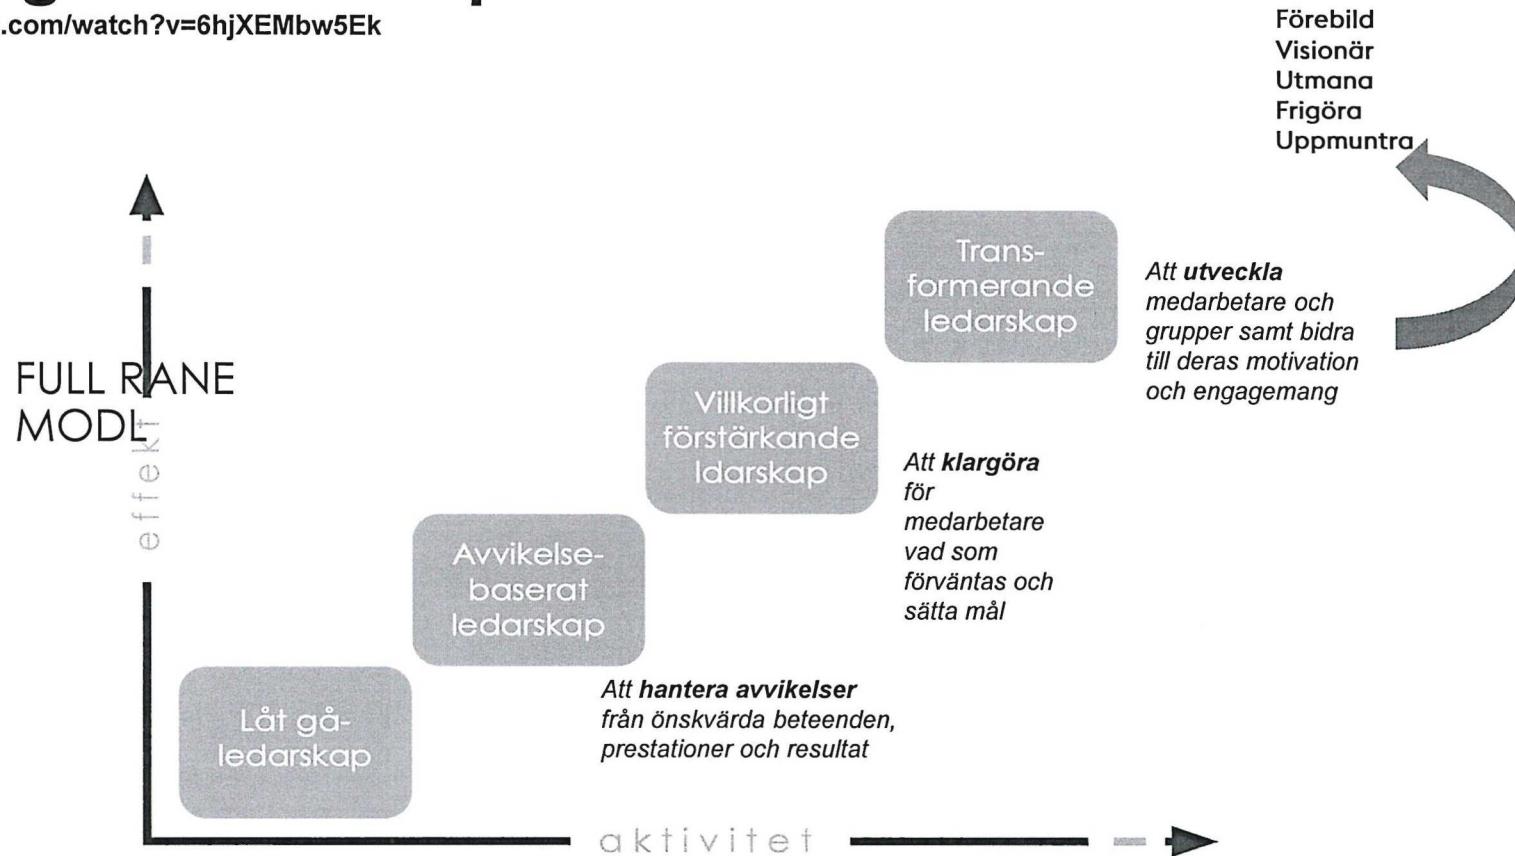 .com/watch?v=6hjXEMbw5Ek
Förebild
Visionär
Utmana
Frigöra
Uppmuntra
Trans-
formerande
ledarskap
Att utveckla
medarbetare och
grupper samt bidra
till deras motivation
och engagemang
FULL RANE
MODL
effekt
Villkorligt
förstärkande
ldarskap
Att klargöra
för
medarbetare
vad som
förväntas och
sätta mål
Avvikelse-
baserat
ledarskap
Att hantera avvikelser
från önskvärda beteenden,
prestationer och resultat
Låt gå-
ledarskap
aktivitet